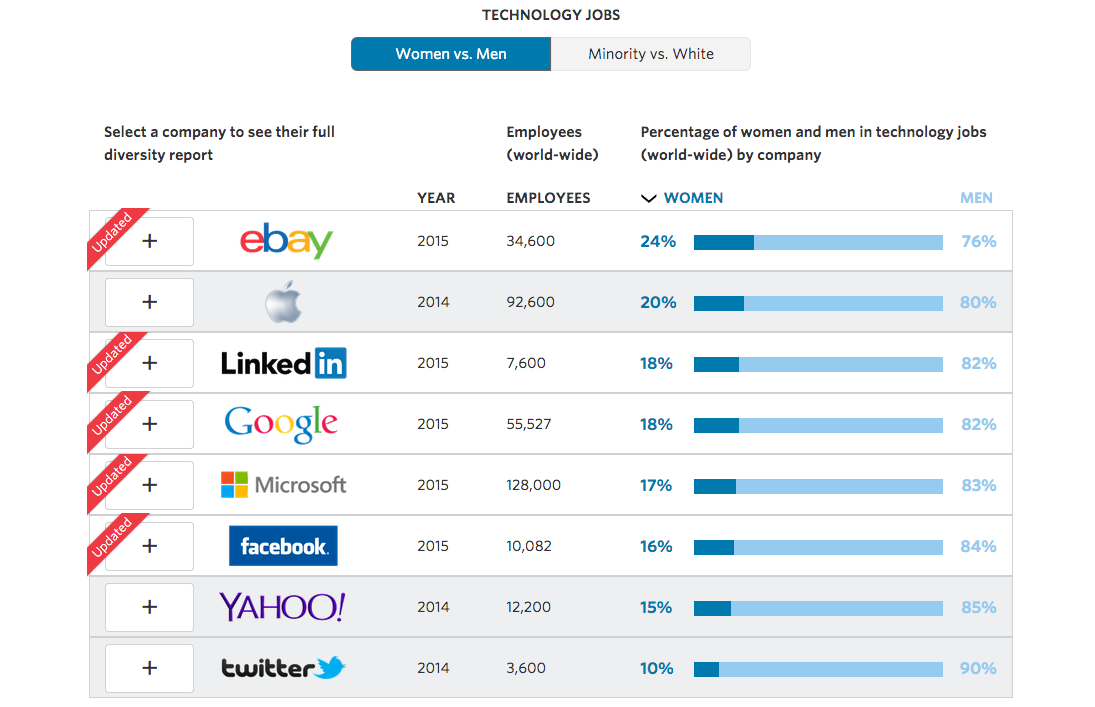 TECHNOLOGY JOBS
Women vs. Men Minority vs. White
Select a company to see their full
diversity report
Employees
(world-wide)
Percentage of women and men in technology jobs
(world-wide) by company
YEAR EMPLOYEES WOMEN MEN
Updated + ebay 2015 34,600 24% 76%
+ 2014 92,600 20% 80%
Updated + Linked in 2015 7,600 18% 82%
Updated + Google 2015 55,527 18% 82%
Updated + Microsoft 2015 128,000 17% 83%
Updated + facebook. 2015 10,082 16% 84%
+ YAHOO! 2014 12,200 15% 85%
+ twitter 2014 3,600 10% 90%